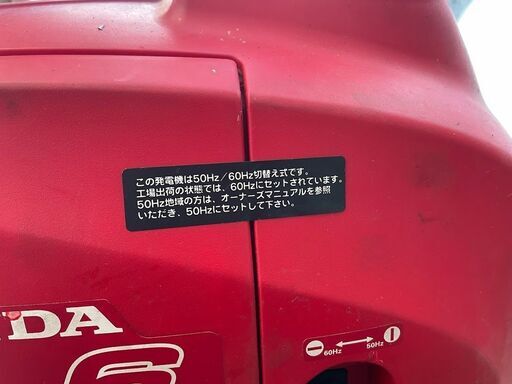 この発電機は50Hz/60Hz切替え式です。
工場出荷の状態では、60Hzにセットされています。
50Hz地域の方は、オーナーズマニュアルを参照
いただき、50Hzにセットして下さい。
NDA
60Hz 50Hz